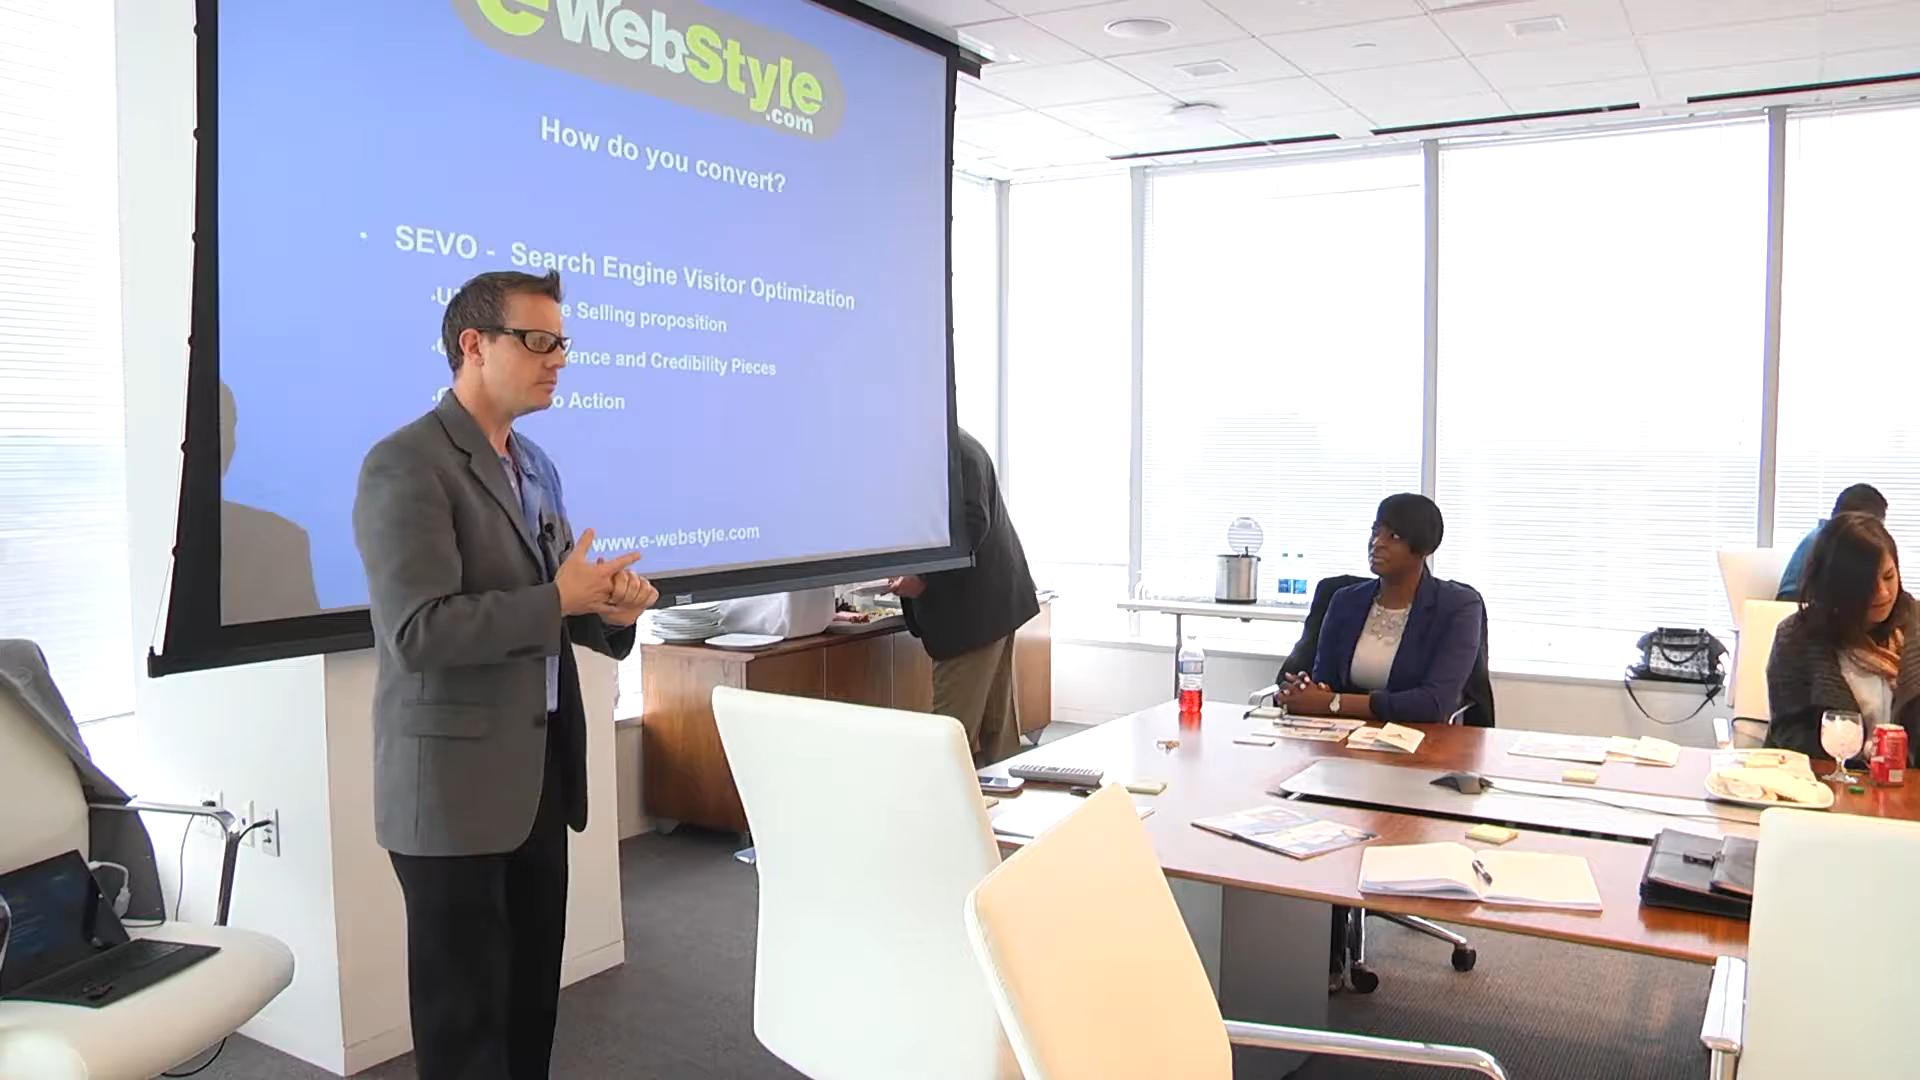 eWebStyle
.com
How do you convert?
• SEVO - Search Engine Visitor Optimization
Selling proposition
and Credibility Pieces
Action
www.e-webstyle.com